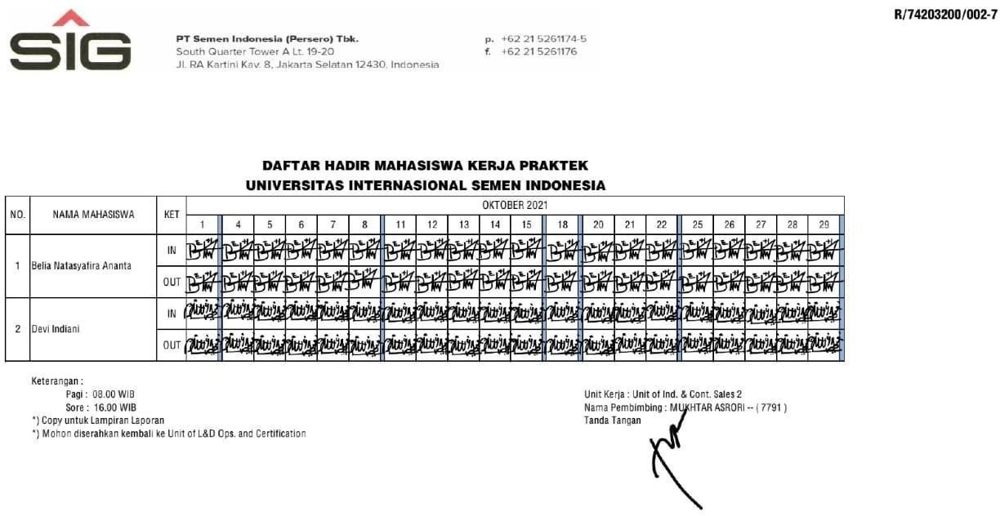 R/74203200/002-7
SIG
PT Semen Indonesia (Persero) Tbk.
South Quarter Tower A Lt. 19-20
Jl. RA Kartini Kav. 8, Jakarta Selatan 12430, Indonesia
p. +62 21 5261174-5
f. +62 21 5261176
DAFTAR HADIR MAHASISWA KERJA PRAKTEK
UNIVERSITAS INTERNASIONAL SEMEN INDONESIA
NO. NAMA MAHASISWA KET OKTOBER 2021
1 4 5 6 7 8 11 12 13 14 15 18 20 21 22 25 26 27 28 29
1 Belia Natasyafira Ananta IN
OUT
2 Devi Indiani IN
OUT
Keterangan :
Pagi : 08.00 WIB
Sore : 16.00 WIB
*) Copy untuk Lampiran Laporan
*) Mohon diserahkan kembali ke Unit of L&D Ops. and Certification
Unit Kerja : Unit of Ind. & Cont. Sales 2
Nama Pembimbing : MUKHTAR ASRORI -- ( 7791 )
Tanda Tangan